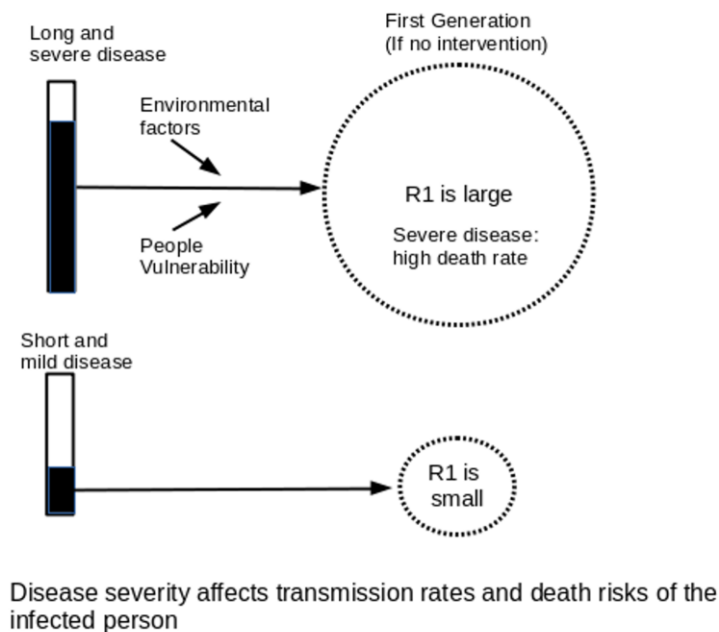 Long and
severe disease
First Generation
(If no intervention)
Environmental
factors
R1 is large
Severe disease:
high death rate
People
Vulnerability
Short and
mild disease
R1 is
small
Disease severity affects transmission rates and death risks of the
infected person